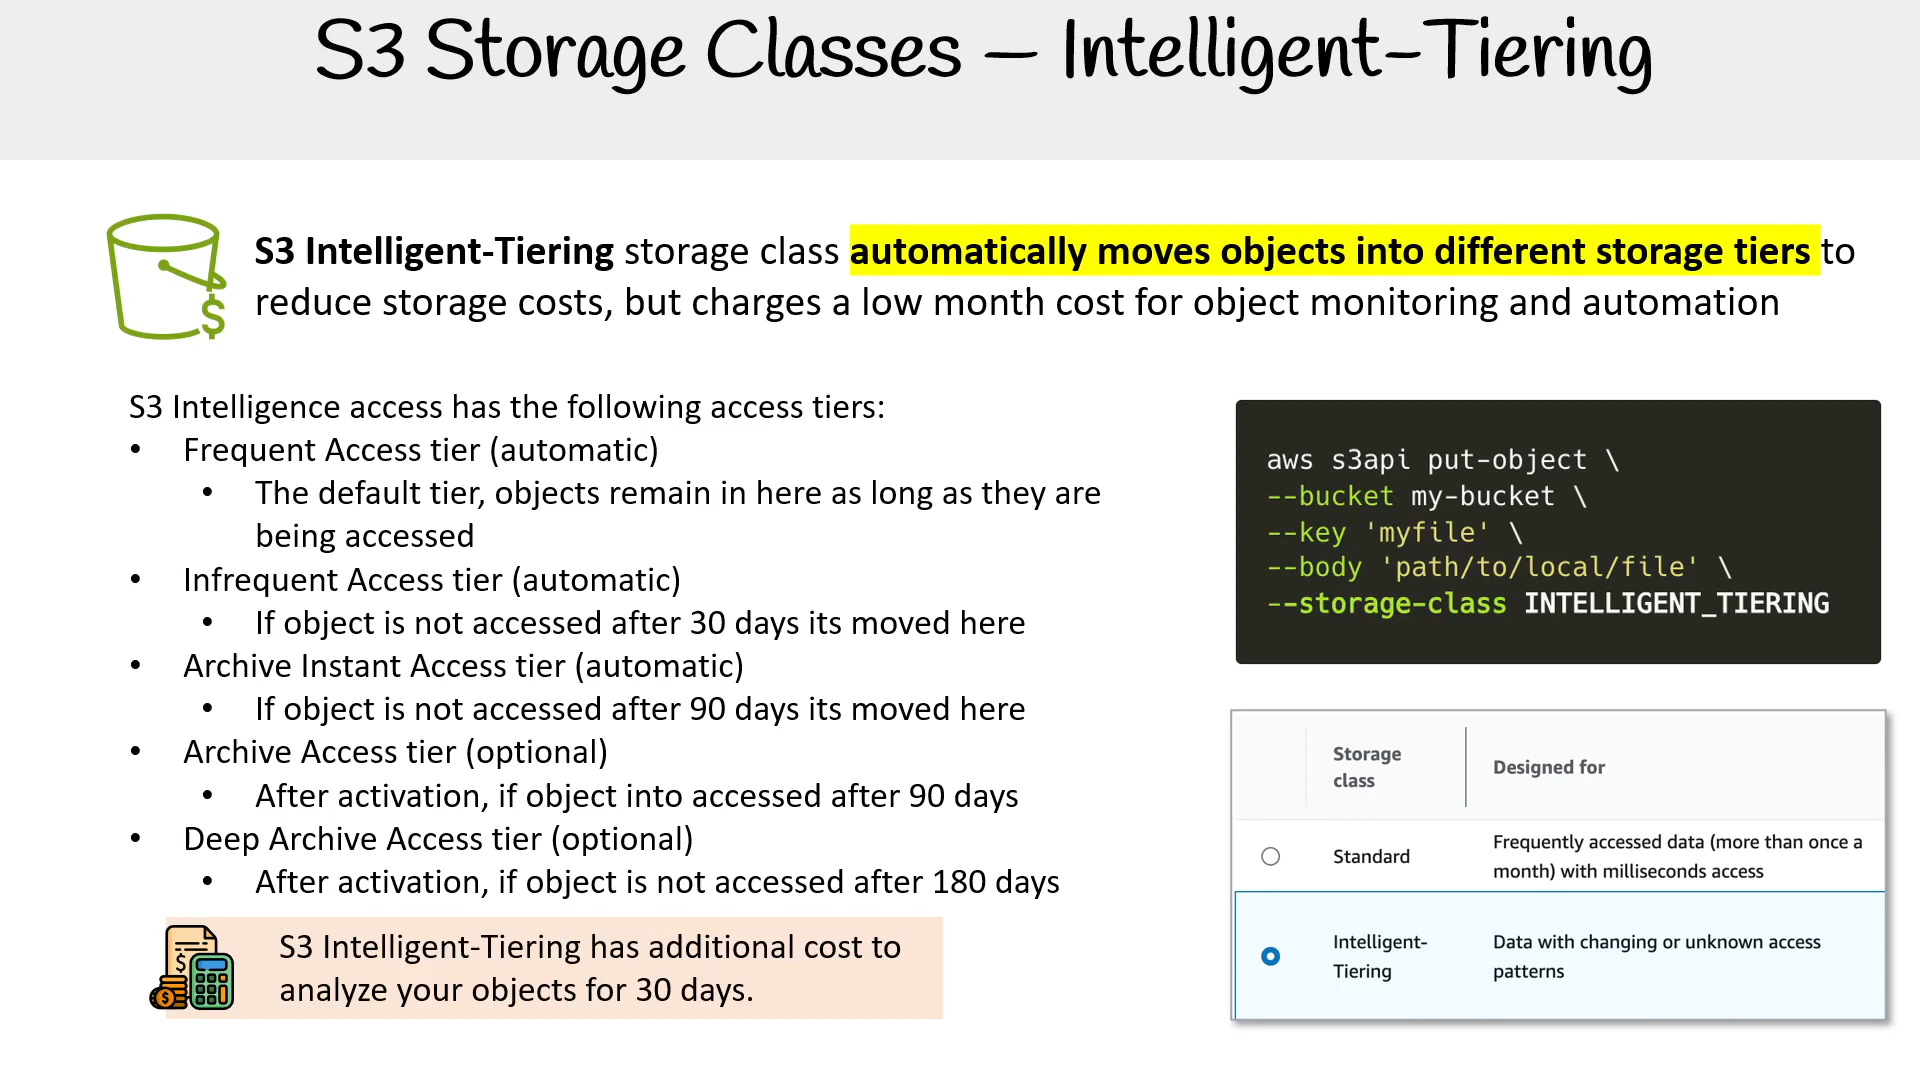 S3 Storage Classes – Intelligent-Tiering
S3 Intelligent-Tiering storage class automatically moves objects into different storage tiers to
reduce storage costs, but charges a low month cost for object monitoring and automation
S3 Intelligence access has the following access tiers:
• Frequent Access tier (automatic)
• The default tier, objects remain in here as long as they are
being accessed
• Infrequent Access tier (automatic)
• If object is not accessed after 30 days its moved here
• Archive Instant Access tier (automatic)
• If object is not accessed after 90 days its moved here
• Archive Access tier (optional)
• After activation, if object into accessed after 90 days
• Deep Archive Access tier (optional)
• After activation, if object is not accessed after 180 days
S3 Intelligent-Tiering has additional cost to
analyze your objects for 30 days.
aws s3api put-object \
--bucket my-bucket \
--key 'myfile' \
--body 'path/to/local/file' \
--storage-class INTELLIGENT_TIERING
Storage
class
Designed for
Standard
Frequently accessed data (more than once a
month) with milliseconds access
Intelligent-
Tiering
Data with changing or unknown access
patterns